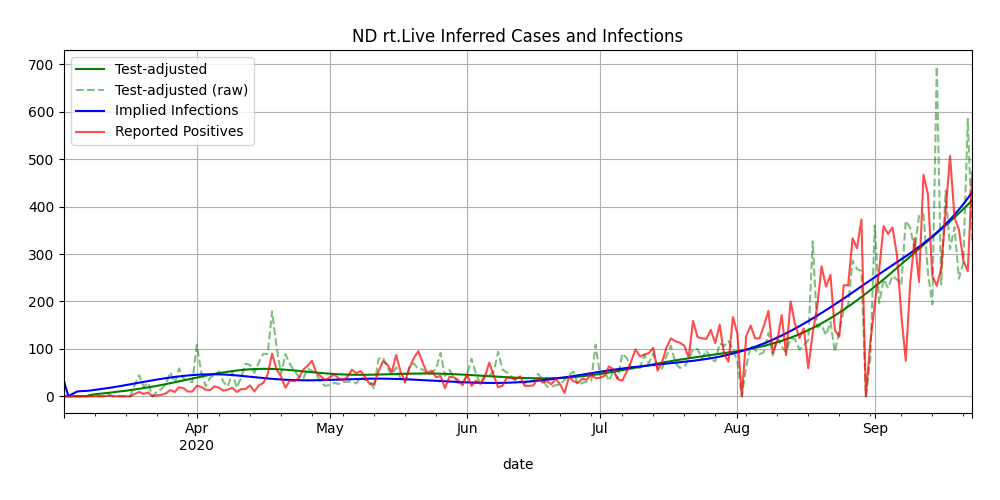 ND rt.Live Inferred Cases and Infections
Test-adjusted
Test-adjusted (raw)
Implied Infections
Reported Positives
700
600
500
400
300
200
100
0
Apr
2020
May
Jun
Jul
Aug
Sep
date